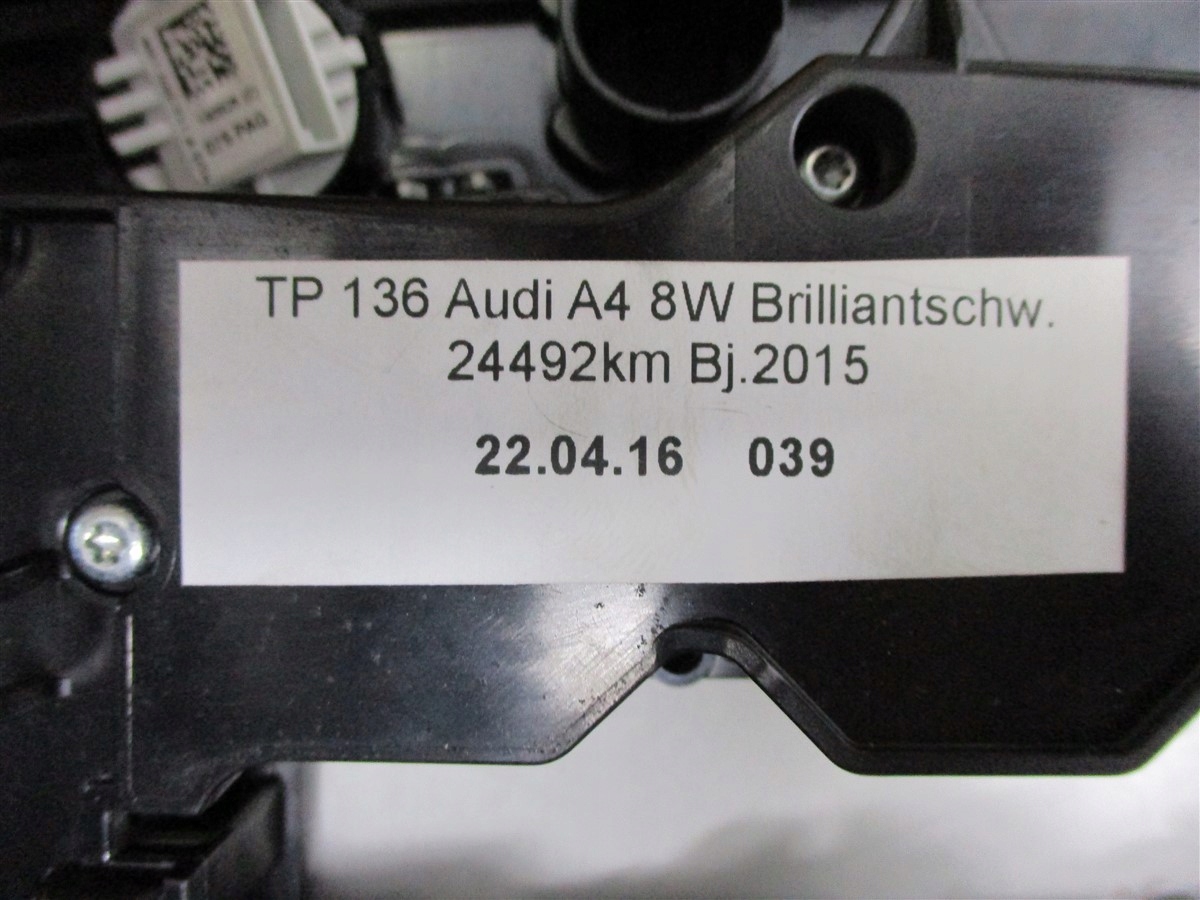 TP 136 Audi A4 8W Brilliantschw.
24492km Bj.2015
22.04.16 039